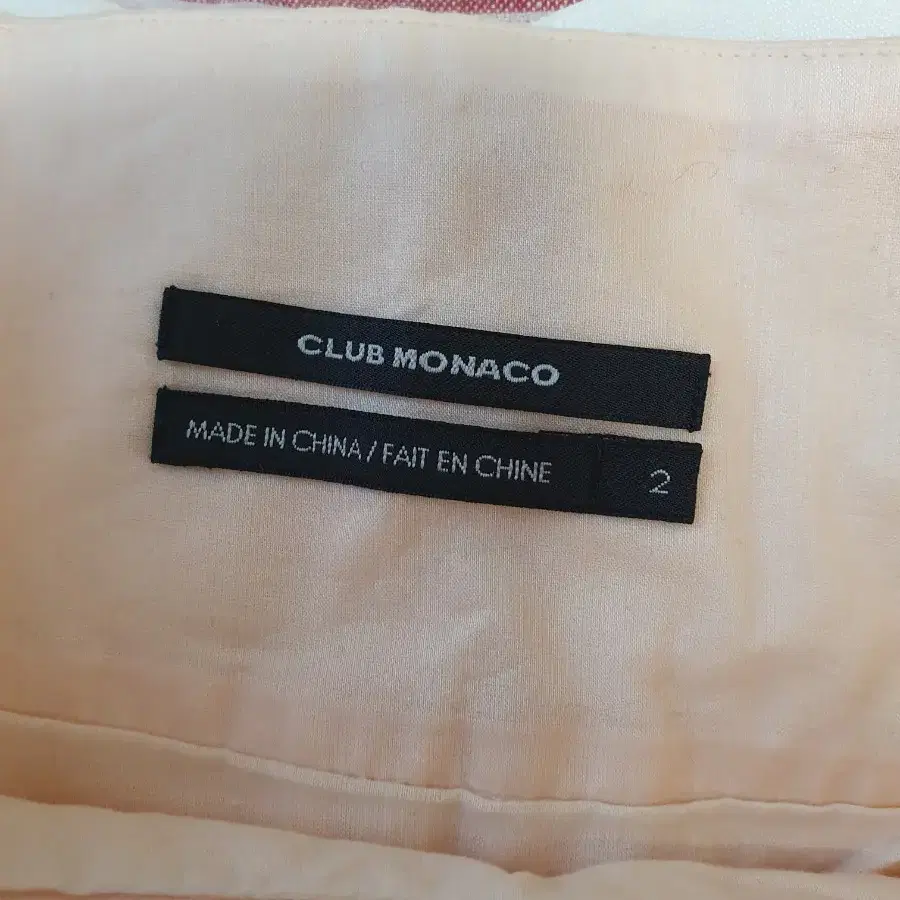 CLUB MONACO
MADE IN CHINA / FAIT EN CHINE 2